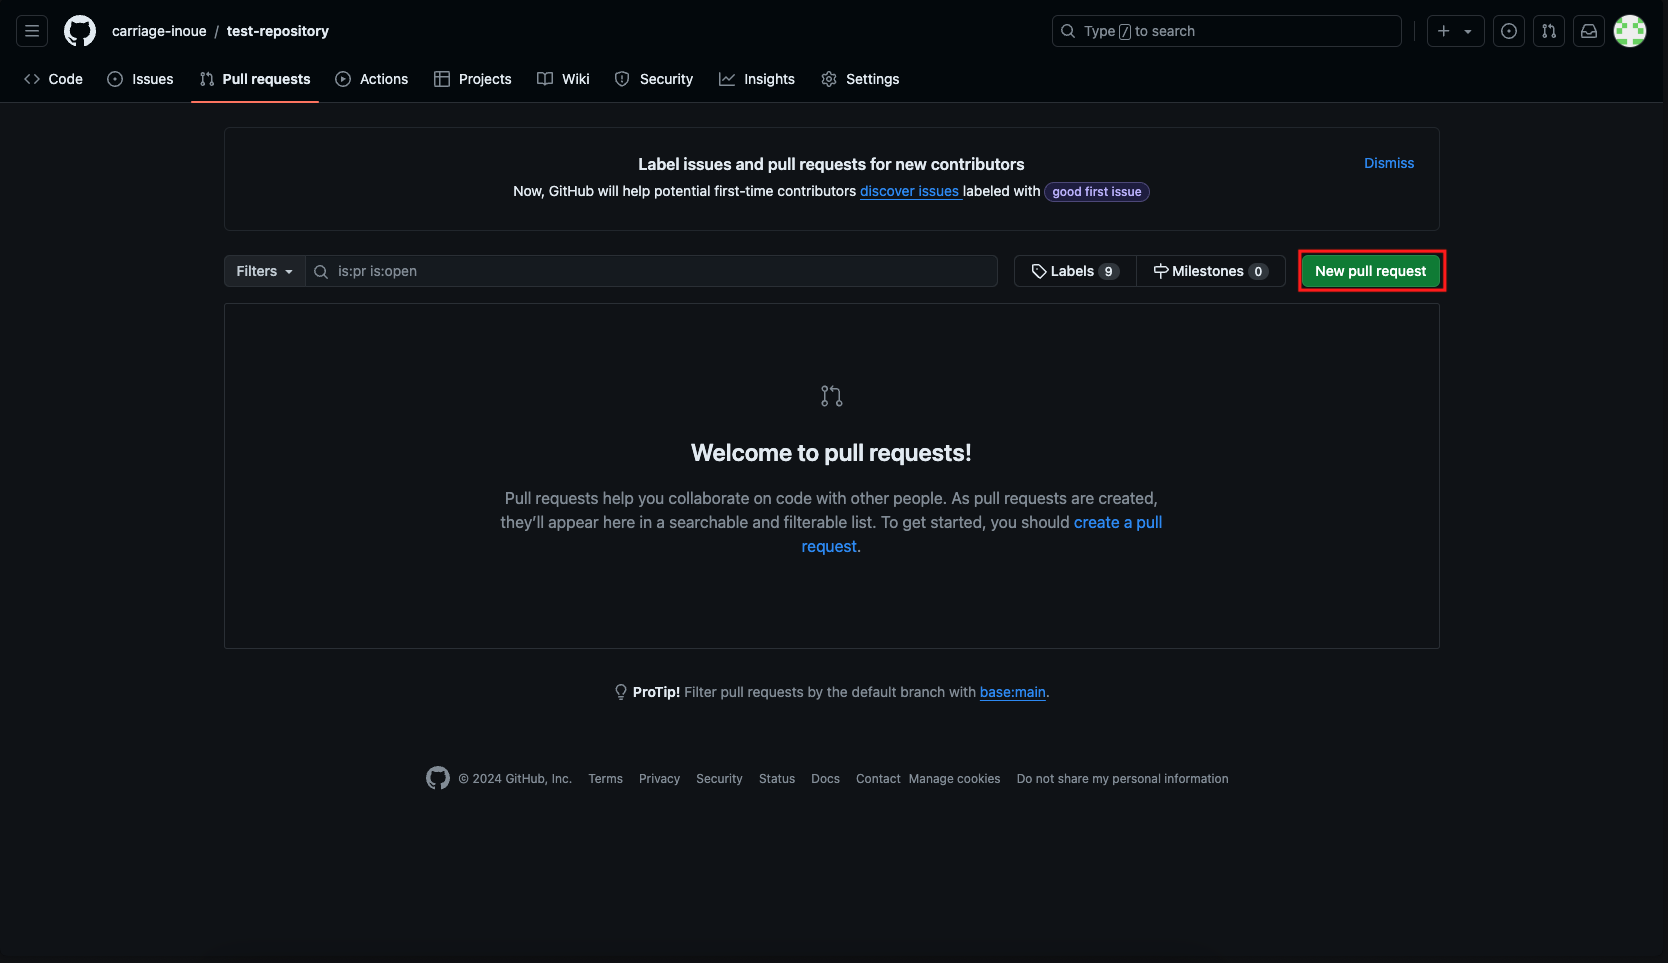 carriage-inoue / test-repository
Type / to search
Code Issues Pull requests Actions Projects Wiki Security Insights Settings
Label issues and pull requests for new contributors
Dismiss
Now, GitHub will help potential first-time contributors discover issues labeled with good first issue
Filters is:pr is:open Labels 9 Milestones 0 New pull request
Welcome to pull requests!
Pull requests help you collaborate on code with other people. As pull requests are created,
they’ll appear here in a searchable and filterable list. To get started, you should create a pull
request.
ProTip! Filter pull requests by the default branch with base:main.
© 2024 GitHub, Inc. Terms Privacy Security Status Docs Contact Manage cookies Do not share my personal information